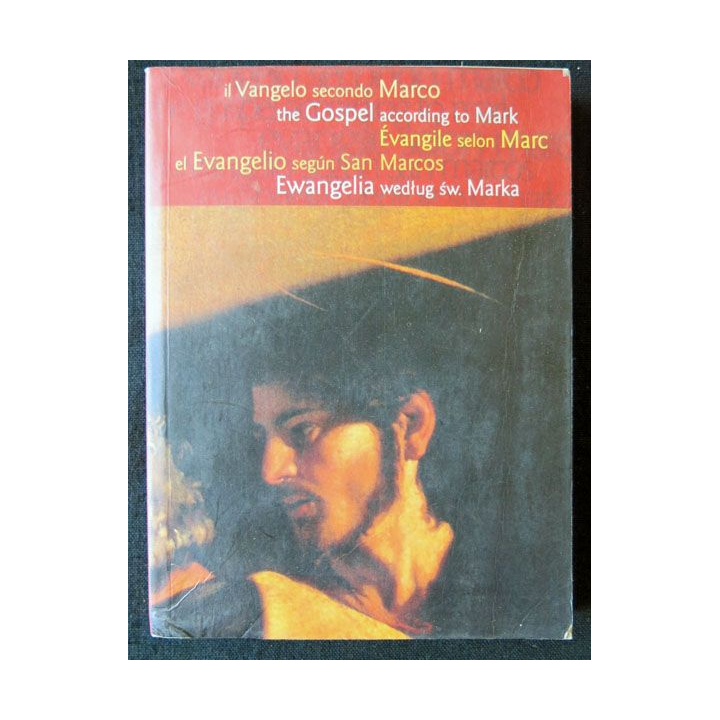 il Vangelo secondo Marco
the Gospel according to Mark
Évangile selon Marc
el Evangelio según San Marcos
Ewangelia według św. Marka